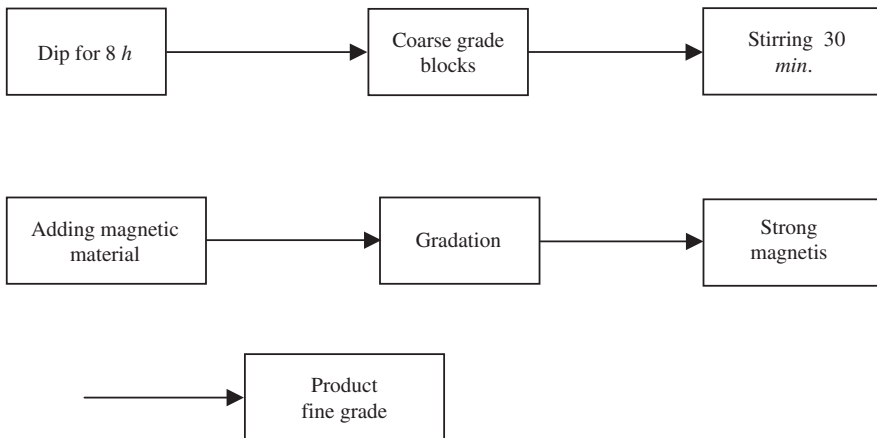 Dip for 8 h
Coarse grade
blocks
Stirring 30
min.
Adding magnetic
material
Gradation
Strong
magnetis
Product
fine grade